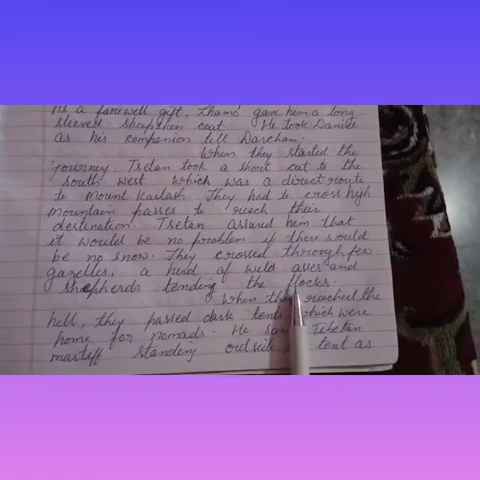 As a farewell gift, Lhamo gave him a long
sleeved sheepskin coat. He took Daniel
as his companion till Darchan.
When they started the
journey, Tsetan took a short cut to the
south west which was a direct route
to Mount Kailash. They had to cross high
mountain passes to reach their
destination. Tsetan assured him that
it would be no problem if there would
be no snow. They crossed through few
gazelles, a herd of wild asses and
shepherds tending the flocks.
When they reached the
hell, they passed dark tents which were
home for nomads. He saw Tibetan
mastiff standing outside tent as